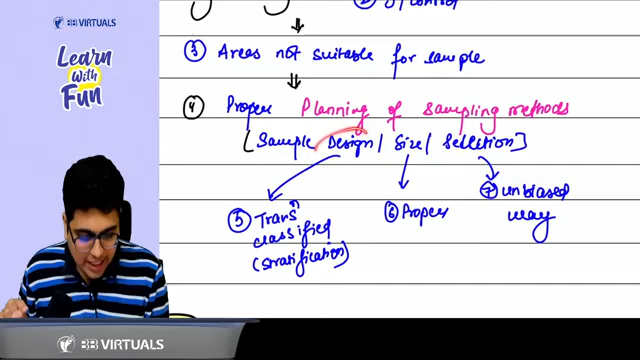 BB VIRTUALS
Learn
With
Fun
③ Areas not suitable for sample
④ Proper Planning of sampling methods
[Sample Design / Size / Selection]
⑤ Transⁿ
classified
(stratification)
⑥ Proper
⑦ unbiased
way
BB VIRTUALS